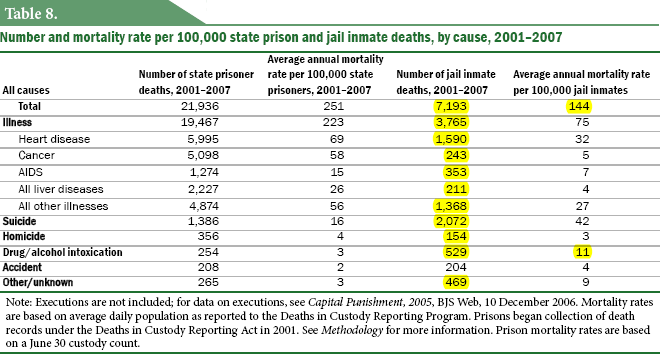 Table 8.
Number and mortality rate per 100,000 state prison and jail inmate deaths, by cause, 2001–2007
All causes Number of state prisoner deaths, 2001–2007 Average annual mortality rate per 100,000 state prisoners, 2001–2007 Number of jail inmate deaths, 2001–2007 Average annual mortality rate per 100,000 jail inmates
Total 21,936 251 7,193 144
Illness 19,467 223 3,765 75
Heart disease 5,995 69 1,590 32
Cancer 5,098 58 243 5
AIDS 1,274 15 353 7
All liver diseases 2,227 26 211 4
All other illnesses 4,874 56 1,368 27
Suicide 1,386 16 2,072 42
Homicide 356 4 154 3
Drug/alcohol intoxication 254 3 529 11
Accident 208 2 204 4
Other/unknown 265 3 469 9
Note: Executions are not included; for data on executions, see Capital Punishment, 2005, BJS Web, 10 December 2006. Mortality rates
are based on average daily population as reported to the Deaths in Custody Reporting Program. Prisons began collection of death
records under the Deaths in Custody Reporting Act in 2001. See Methodology for more information. Prison mortality rates are based
on a June 30 custody count.